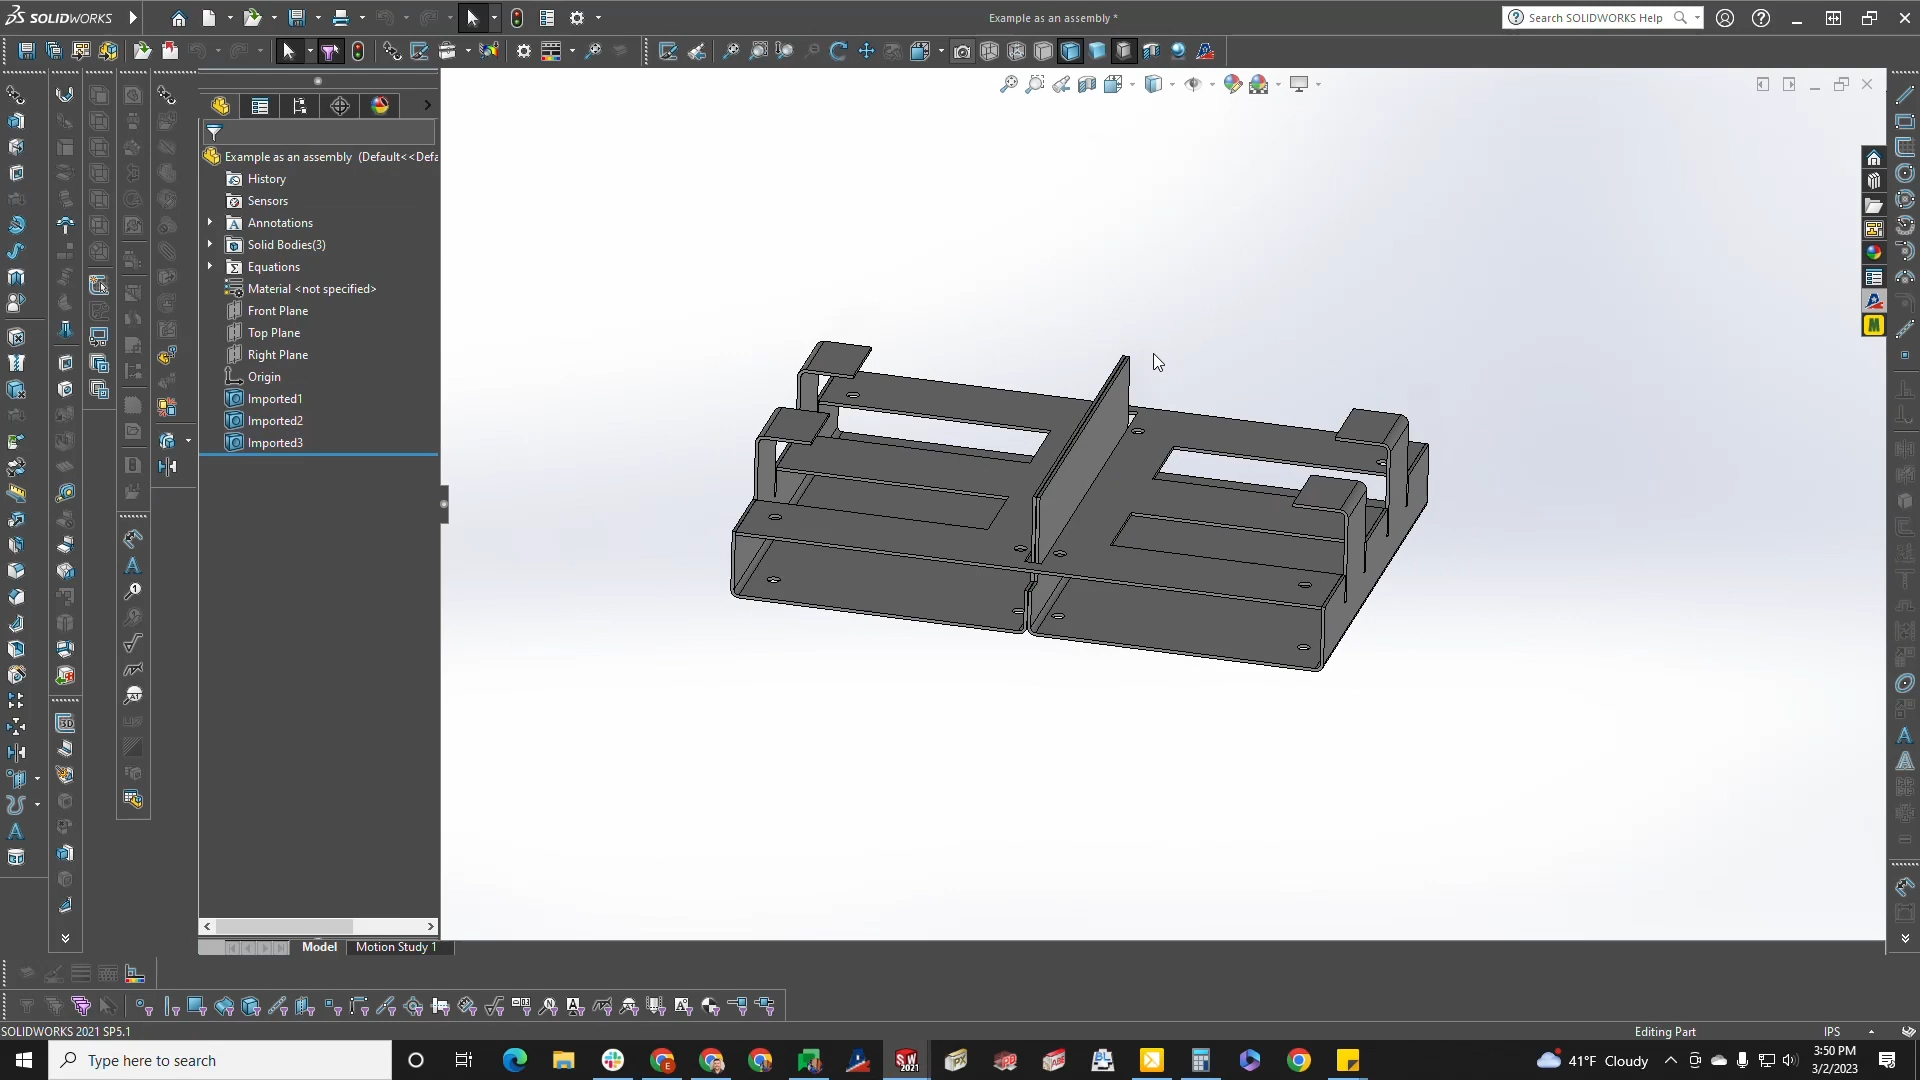 SOLIDWORKS
Example as an assembly *
Search SOLIDWORKS Help
Example as an assembly (Default<<Defa
History
Sensors
Annotations
Solid Bodies(3)
Equations
Material <not specified>
Front Plane
Top Plane
Right Plane
Origin
Imported1
Imported2
Imported3
Model
Motion Study 1
SOLIDWORKS 2021 SP5.1
Editing Part
IPS
Type here to search
41°F Cloudy
3:50 PM
3/2/2023